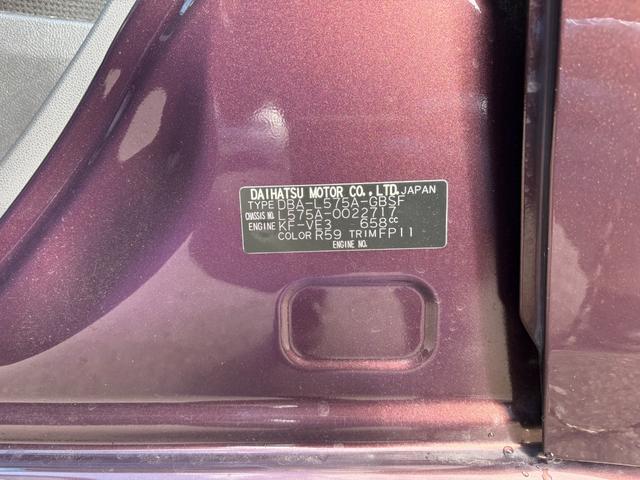 DAIHATSU MOTOR CO.,LTD. JAPAN
TYPE DBA-L575A-GBSF
CHASSIS NO. L575A-0022717
ENGINE KF-VE3 658cc
COLOR R59 TRIM FP11
ENGINE NO.